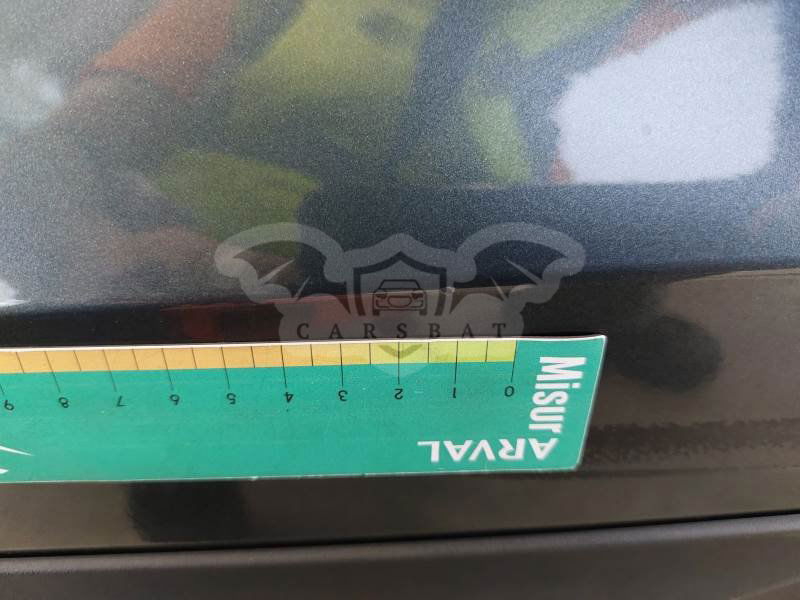 CARSBAT
9 8 7 6 5 4 3 2 1 0
Misur
ARVAL